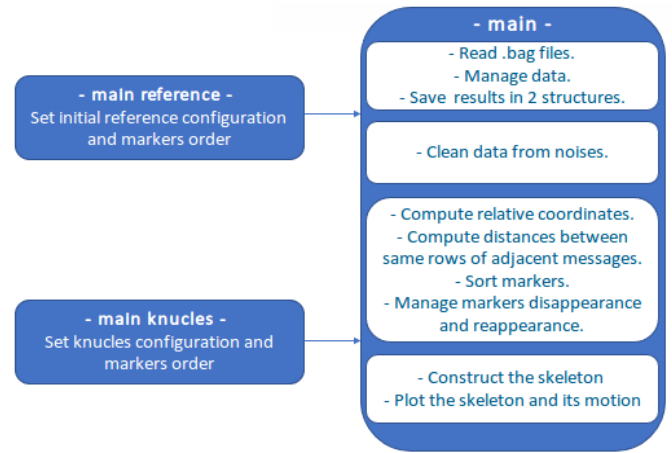 - main reference -
Set initial reference configuration
and markers order
- main knucles -
Set knucles configuration and
markers order
- main -
- Read .bag files.
- Manage data.
- Save results in 2 structures.
- Clean data from noises.
- Compute relative coordinates.
- Compute distances between
same rows of adjacent messages.
- Sort markers.
- Manage markers disappearance
and reappearance.
- Construct the skeleton
- Plot the skeleton and its motion